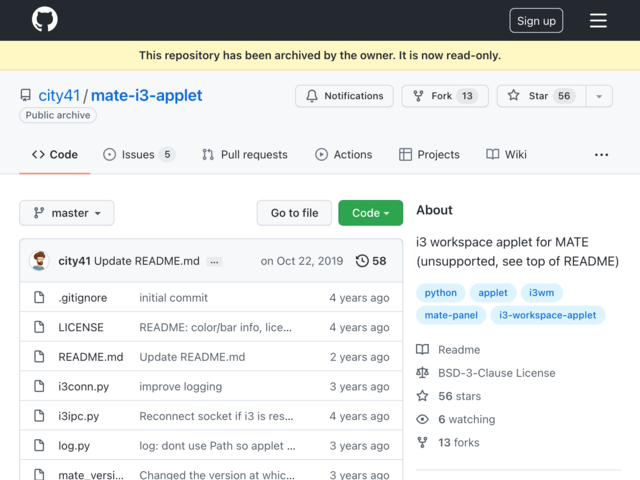 Sign up
This repository has been archived by the owner. It is now read-only.
city41 / mate-i3-applet
Public archive
Notifications
Fork 13
Star 56
Code
Issues 5
Pull requests
Actions
Projects
Wiki
master
Go to file
Code
About
i3 workspace applet for MATE
(unsupported, see top of README)
python applet i3wm
mate-panel i3-workspace-applet
Readme
BSD-3-Clause License
56 stars
6 watching
13 forks
city41 Update README.md ... on Oct 22, 2019 58
.gitignore initial commit 4 years ago
LICENSE README: color/bar info, lice... 4 years ago
README.md Update README.md 2 years ago
i3conn.py improve logging 3 years ago
i3ipc.py Reconnect socket if i3 is res... 4 years ago
log.py log: dont use Path so applet ... 3 years ago
mate_versi... Changed the version at whic... 3 years ago